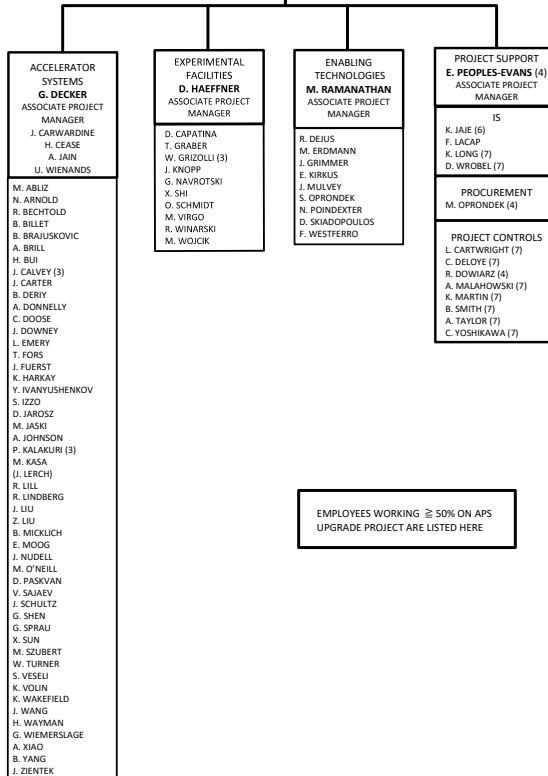 ACCELERATOR
SYSTEMS
G. DECKER
ASSOCIATE PROJECT
MANAGER
J. CARWARDINE
H. CEASE
A. JAIN
U. WIENANDS
M. ABLIZ
N. ARNOLD
R. BECHTOLD
B. BILLET
B. BRAJUSKOVIC
A. BRILL
H. BUI
J. CALVEY (3)
J. CARTER
B. DERIY
A. DONNELLY
C. DOOSE
J. DOWNEY
L. EMERY
T. FORS
J. FUERST
K. HARKAY
Y. IVANYUSHENKOV
S. IZZO
D. JAROSZ
M. JASKI
A. JOHNSON
P. KALAKURI (3)
M. KASA
(J. LERCH)
R. LILL
R. LINDBERG
J. LIU
Z. LIU
B. MICKLICH
E. MOOG
J. NUDELL
M. O'NEILL
D. PASKVAN
V. SAJAEV
J. SCHULTZ
G. SHEN
G. SPRAU
X. SUN
M. SZUBERT
W. TURNER
S. VESELI
K. VOLIN
K. WAKEFIELD
J. WANG
H. WAYMAN
G. WIEMERSLAGE
A. XIAO
B. YANG
J. ZIENTEK
EXPERIMENTAL
FACILITIES
D. HAEFFNER
ASSOCIATE PROJECT
MANAGER
D. CAPATINA
T. GRABER
W. GRIZOLLI (3)
J. KNOPP
G. NAVROTSKI
X. SHI
O. SCHMIDT
M. VIRGO
R. WINARSKI
M. WOJCIK
ENABLING
TECHNOLOGIES
M. RAMANATHAN
ASSOCIATE PROJECT
MANAGER
R. DEJUS
M. ERDMANN
J. GRIMMER
E. KIRKUS
J. MULVEY
S. OPRONDEK
N. POINDEXTER
D. SKIADOPOULOS
F. WESTFERRO
PROJECT SUPPORT
E. PEOPLES-EVANS (4)
ASSOCIATE PROJECT
MANAGER
IS
K. JAJE (6)
F. LACAP
K. LONG (7)
D. WROBEL (7)
PROCUREMENT
M. OPRONDEK (4)
PROJECT CONTROLS
L. CARTWRIGHT (7)
C. DELOYE (7)
R. DOWIARZ (4)
A. MALAHOWSKI (7)
K. MARTIN (7)
B. SMITH (7)
A. TAYLOR (7)
C. YOSHIKAWA (7)
EMPLOYEES WORKING ≧ 50% ON APS
UPGRADE PROJECT ARE LISTED HERE